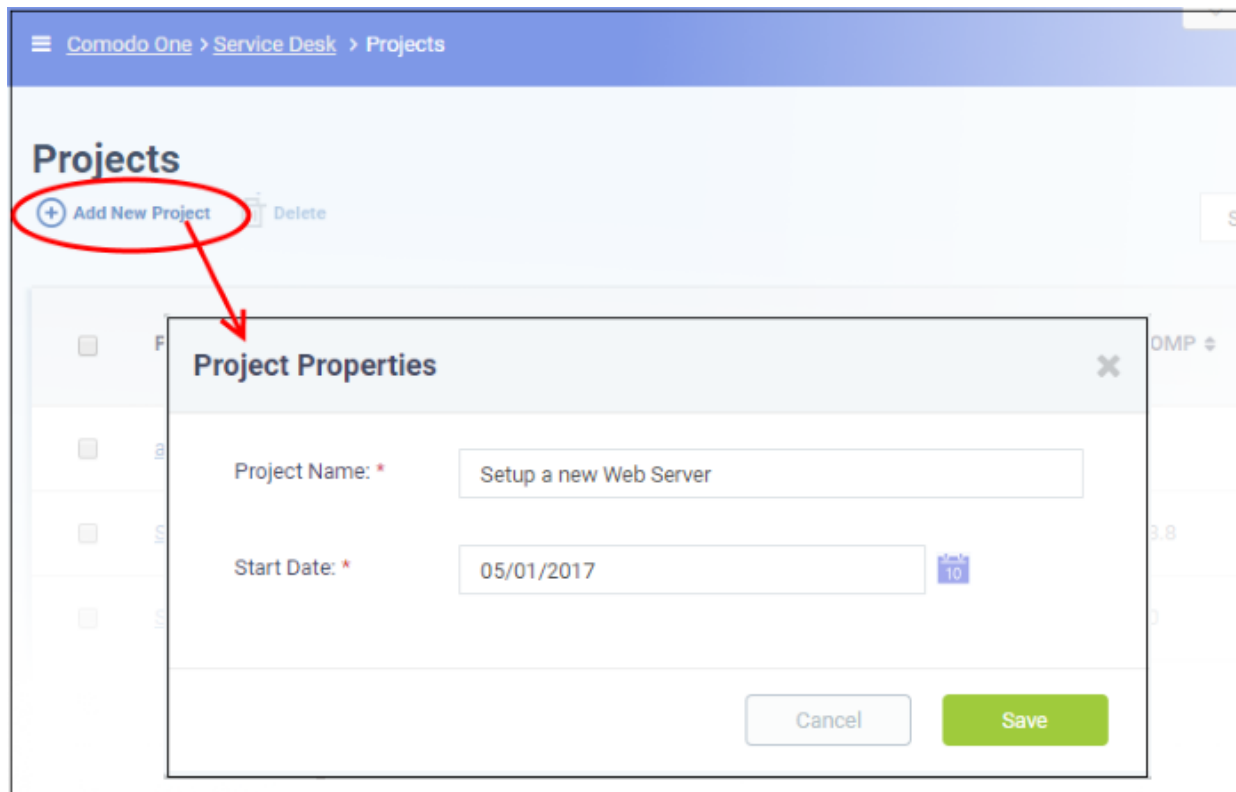 Comodo One > Service Desk > Projects
Projects
Add New Project Delete
OMP
Project Properties
Project Name: *
Setup a new Web Server
3.8
Start Date: *
05/01/2017
10
Cancel Save